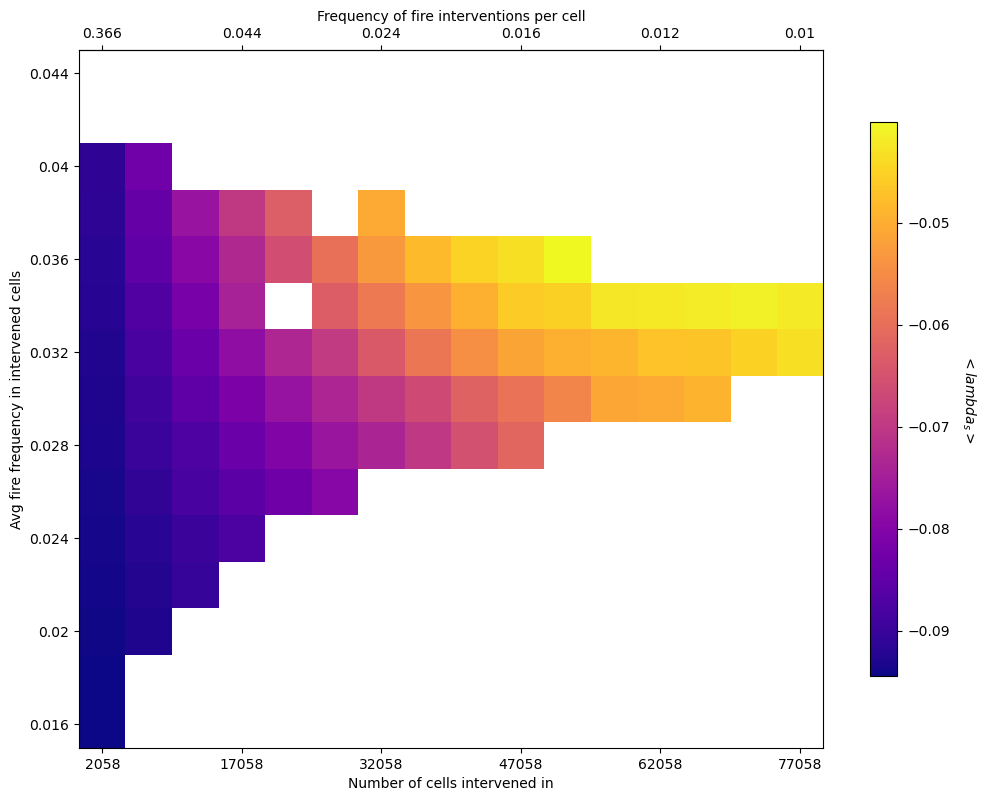 Frequency of fire interventions per cell
0.366 0.044 0.024 0.016 0.012 0.01
0.044
0.04
0.036
0.032
0.028
0.024
0.02
0.016
Avg fire frequency in intervened cells
2058 17058 32058 47058 62058 77058
Number of cells intervened in
−0.05
−0.06
−0.07
−0.08
−0.09
< lambda_s >